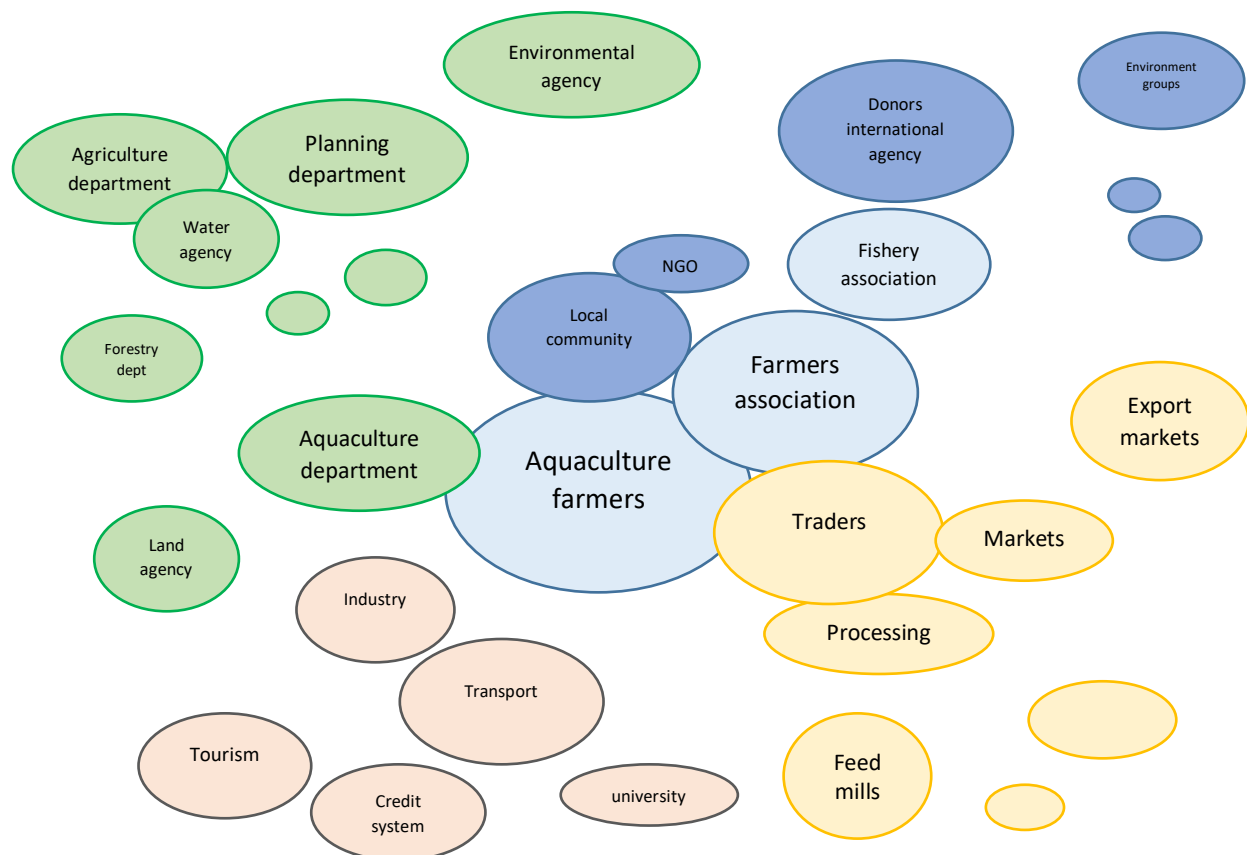 Environmental
agency
Environment
groups
Donors
international
agency
Planning
department
Agriculture
department
Water
agency
Fishery
association
NGO
Local
community
Forestry
dept
Farmers
association
Export
markets
Aquaculture
department
Aquaculture
farmers
Traders
Markets
Land
agency
Industry
Processing
Transport
Tourism
Feed
mills
Credit
system
university